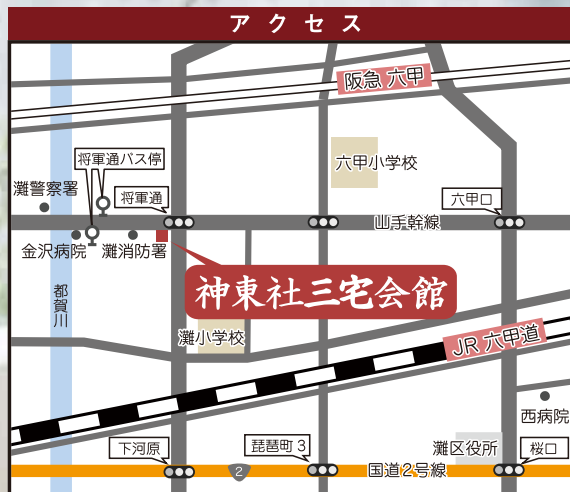 アクセス
阪急 六甲
将軍通バス停
六甲小学校
灘警察署
将軍通
六甲口
山手幹線
金沢病院
灘消防署
神東社三宅会館
都賀川
灘小学校
JR 六甲道
西病院
下河原
琵琶町3
灘区役所
桜口
2
国道2号線